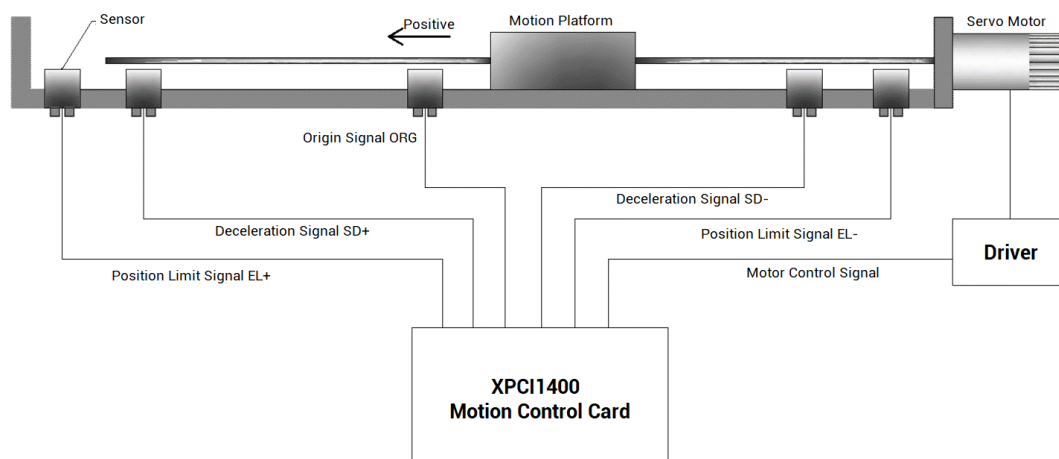 Sensor
Positive
Motion Platform
Servo Motor
Origin Signal ORG
Deceleration Signal SD-
Deceleration Signal SD+
Position Limit Signal EL-
Driver
Position Limit Signal EL+
Motor Control Signal
XPCI1400
Motion Control Card